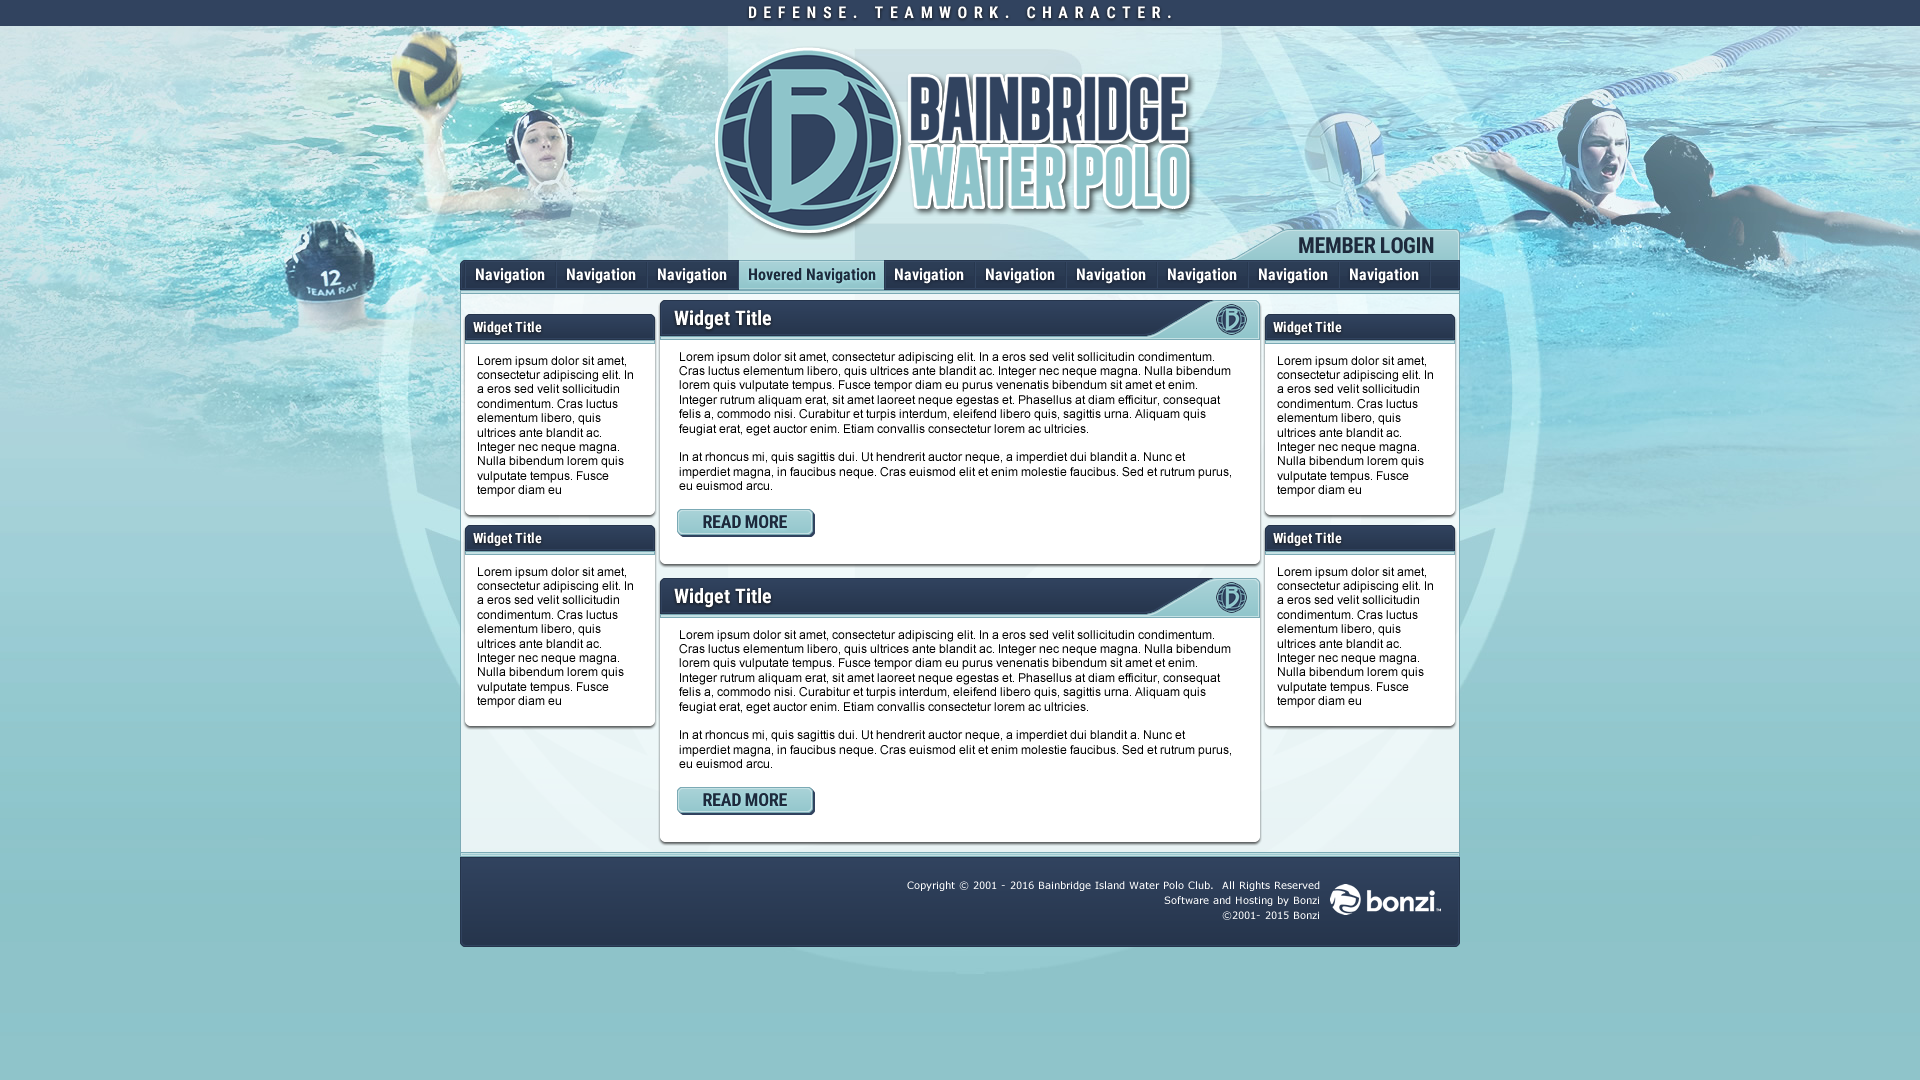 DEFENSE. TEAMWORK. CHARACTER.
B
BAINBRIDGE
WATER POLO
12
TEAM RAY
MEMBER LOGIN
Navigation Navigation Navigation Hovered Navigation Navigation Navigation Navigation Navigation Navigation Navigation
Widget Title
Lorem ipsum dolor sit amet,
consectetur adipiscing elit. In
a eros sed velit sollicitudin
condimentum. Cras luctus
elementum libero, quis
ultrices ante blandit ac.
Integer nec neque magna.
Nulla bibendum lorem quis
vulputate tempus. Fusce
tempor diam eu
Widget Title
Lorem ipsum dolor sit amet,
consectetur adipiscing elit. In
a eros sed velit sollicitudin
condimentum. Cras luctus
elementum libero, quis
ultrices ante blandit ac.
Integer nec neque magna.
Nulla bibendum lorem quis
vulputate tempus. Fusce
tempor diam eu
Widget Title
B
Lorem ipsum dolor sit amet, consectetur adipiscing elit. In a eros sed velit sollicitudin condimentum.
Cras luctus elementum libero, quis ultrices ante blandit ac. Integer nec neque magna. Nulla bibendum
lorem quis vulputate tempus. Fusce tempor diam eu purus venenatis bibendum sit amet et enim.
Integer rutrum aliquam erat, sit amet laoreet neque egestas et. Phasellus at diam efficitur, consequat
felis a, commodo nisi. Curabitur et turpis interdum, eleifend libero quis, sagittis urna. Aliquam quis
feugiat erat, eget auctor enim. Etiam convallis consectetur lorem ac ultricies.
In at rhoncus mi, quis sagittis dui. Ut hendrerit auctor neque, a imperdiet dui blandit a. Nunc et
imperdiet magna, in faucibus neque. Cras euismod elit et enim molestie faucibus. Sed et rutrum purus,
eu euismod arcu.
READ MORE
Widget Title
B
Lorem ipsum dolor sit amet, consectetur adipiscing elit. In a eros sed velit sollicitudin condimentum.
Cras luctus elementum libero, quis ultrices ante blandit ac. Integer nec neque magna. Nulla bibendum
lorem quis vulputate tempus. Fusce tempor diam eu purus venenatis bibendum sit amet et enim.
Integer rutrum aliquam erat, sit amet laoreet neque egestas et. Phasellus at diam efficitur, consequat
felis a, commodo nisi. Curabitur et turpis interdum, eleifend libero quis, sagittis urna. Aliquam quis
feugiat erat, eget auctor enim. Etiam convallis consectetur lorem ac ultricies.
In at rhoncus mi, quis sagittis dui. Ut hendrerit auctor neque, a imperdiet dui blandit a. Nunc et
imperdiet magna, in faucibus neque. Cras euismod elit et enim molestie faucibus. Sed et rutrum purus,
eu euismod arcu.
READ MORE
Widget Title
Lorem ipsum dolor sit amet,
consectetur adipiscing elit. In
a eros sed velit sollicitudin
condimentum. Cras luctus
elementum libero, quis
ultrices ante blandit ac.
Integer nec neque magna.
Nulla bibendum lorem quis
vulputate tempus. Fusce
tempor diam eu
Widget Title
Lorem ipsum dolor sit amet,
consectetur adipiscing elit. In
a eros sed velit sollicitudin
condimentum. Cras luctus
elementum libero, quis
ultrices ante blandit ac.
Integer nec neque magna.
Nulla bibendum lorem quis
vulputate tempus. Fusce
tempor diam eu
Copyright © 2001 - 2016 Bainbridge Island Water Polo Club. All Rights Reserved
Software and Hosting by Bonzi
©2001- 2015 Bonzi
bonzi™